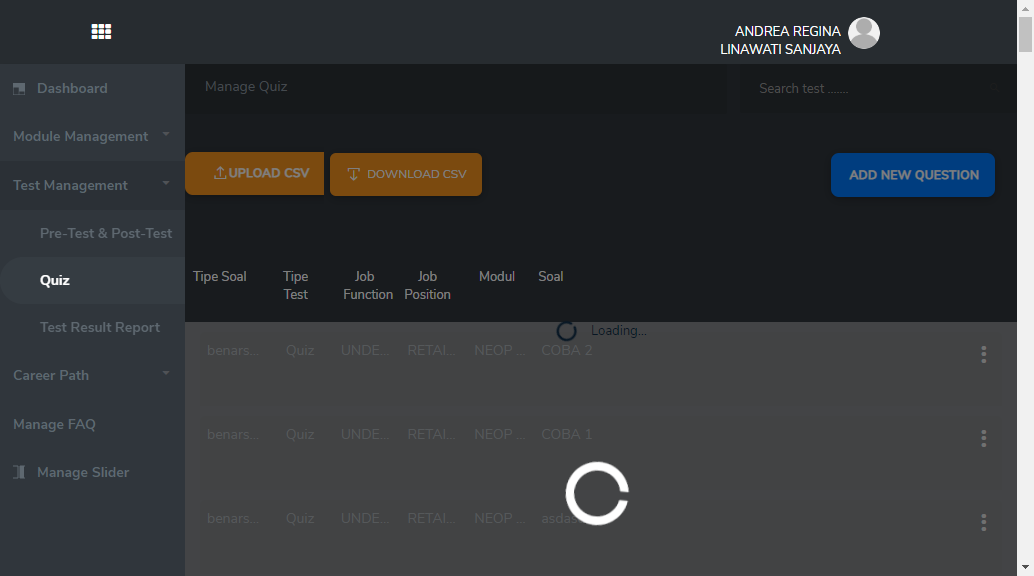 ANDREA REGINA
LINAWATI SANJAYA
Dashboard
Module Management
Test Management
Pre-Test & Post-Test
Quiz
Test Result Report
Career Path
Manage FAQ
Manage Slider
Manage Quiz
Search test .......
UPLOAD CSV
DOWNLOAD CSV
ADD NEW QUESTION
Tipe Soal Tipe Test Job Function Job Position Modul Soal
Loading...
benars... Quiz UNDE... RETAI... NEOP ... COBA 2
benars... Quiz UNDE... RETAI... NEOP ... COBA 1
benars... Quiz UNDE... RETAI... NEOP ...